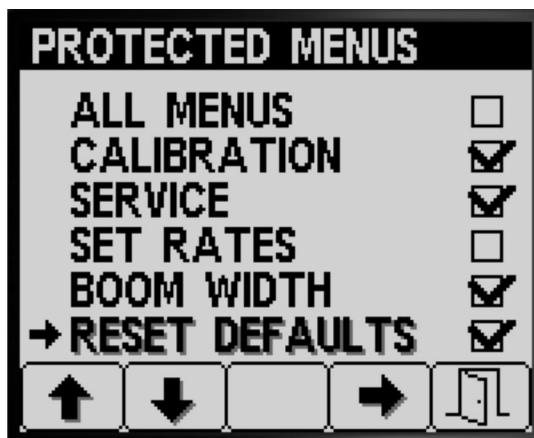 PROTECTED MENUS
ALL MENUS
CALIBRATION
SERVICE
SET RATES
BOOM WIDTH
RESET DEFAULTS